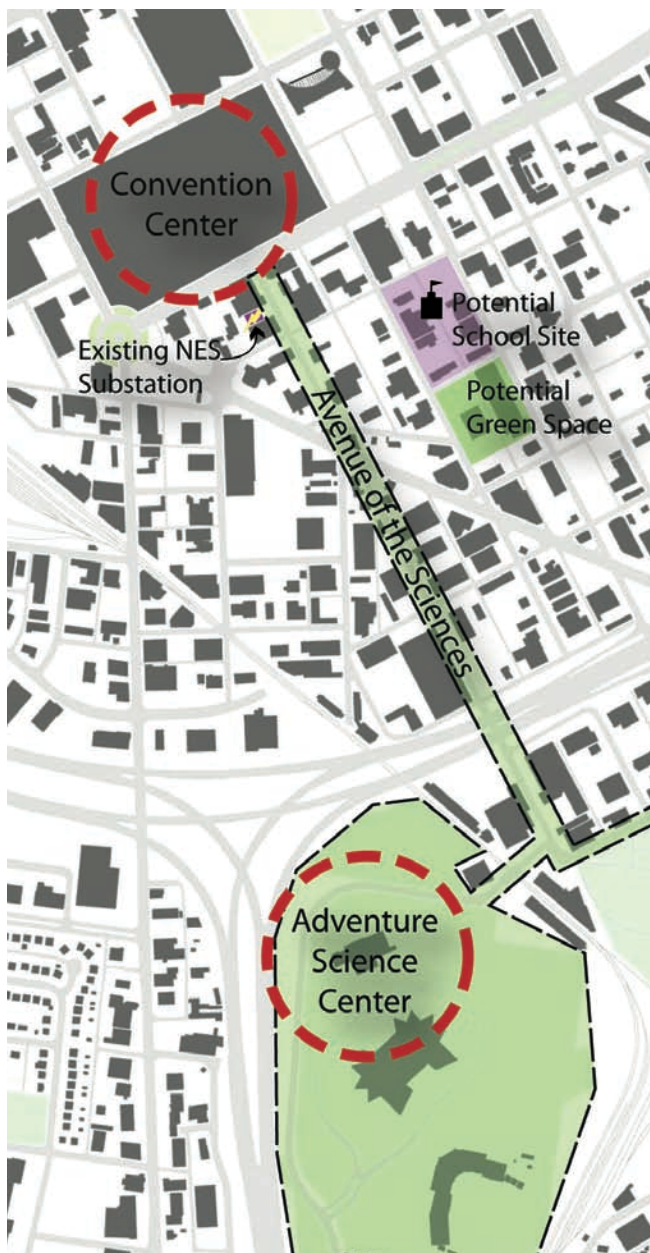 Convention
Center
Potential
School Site
Existing NES
Substation
Potential
Green Space
Avenue of the Sciences
Adventure
Science
Center